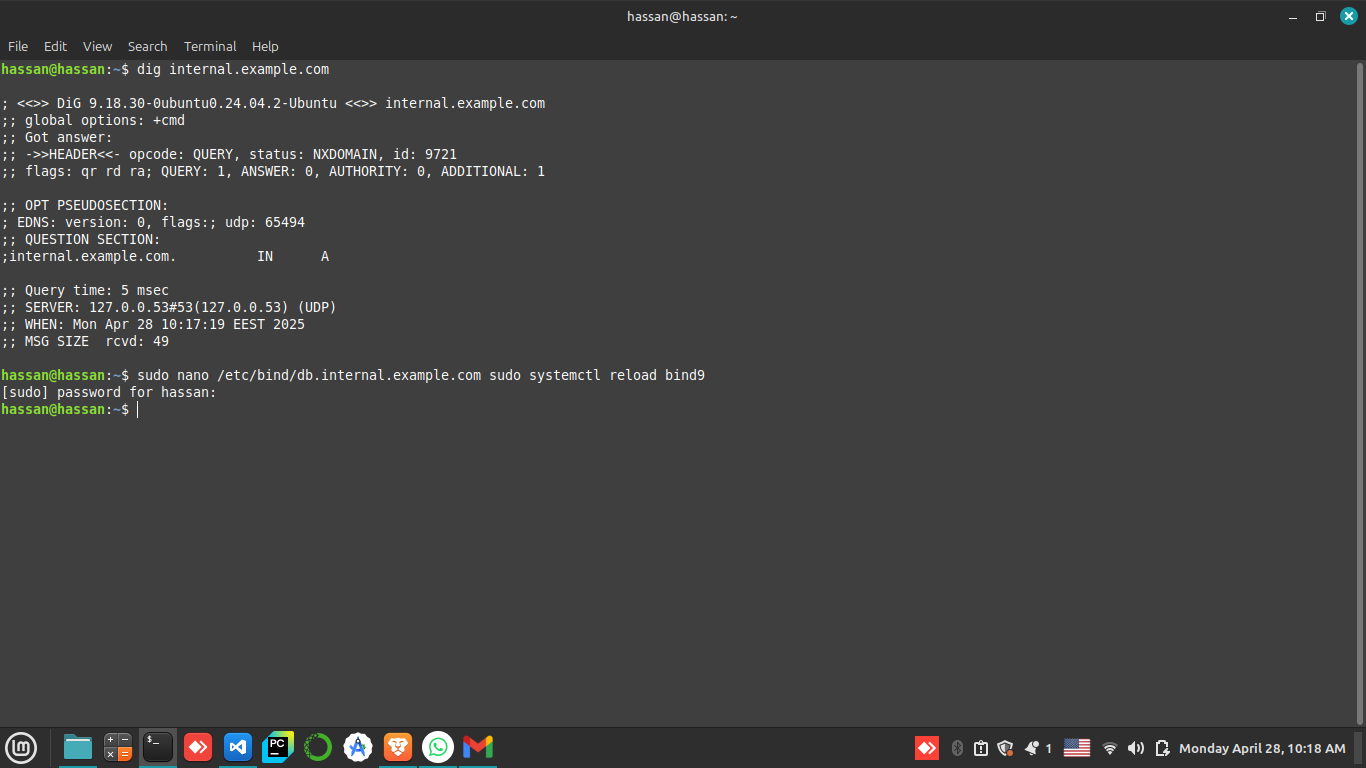 hassan@hassan: ~
File Edit View Search Terminal Help
hassan@hassan:~$ dig internal.example.com
; <<>> DiG 9.18.30-0ubuntu0.24.04.2-Ubuntu <<>> internal.example.com
;; global options: +cmd
;; Got answer:
;; ->>HEADER<<- opcode: QUERY, status: NXDOMAIN, id: 9721
;; flags: qr rd ra; QUERY: 1, ANSWER: 0, AUTHORITY: 0, ADDITIONAL: 1
;; OPT PSEUDOSECTION:
; EDNS: version: 0, flags:; udp: 65494
;; QUESTION SECTION:
;internal.example.com. IN A
;; Query time: 5 msec
;; SERVER: 127.0.0.53#53(127.0.0.53) (UDP)
;; WHEN: Mon Apr 28 10:17:19 EEST 2025
;; MSG SIZE  rcvd: 49
hassan@hassan:~$ sudo nano /etc/bind/db.internal.example.com sudo systemctl reload bind9
[sudo] password for hassan:
hassan@hassan:~$
$_ PC 1 Monday April 28, 10:18 AM